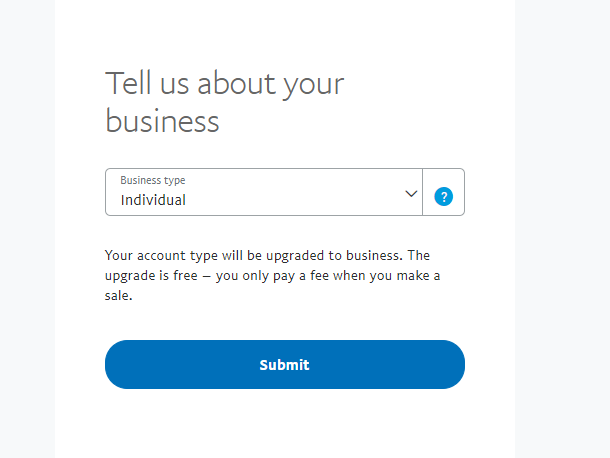 Tell us about your
business
Business type
Individual
?
Your account type will be upgraded to business. The
upgrade is free – you only pay a fee when you make a
sale.
Submit